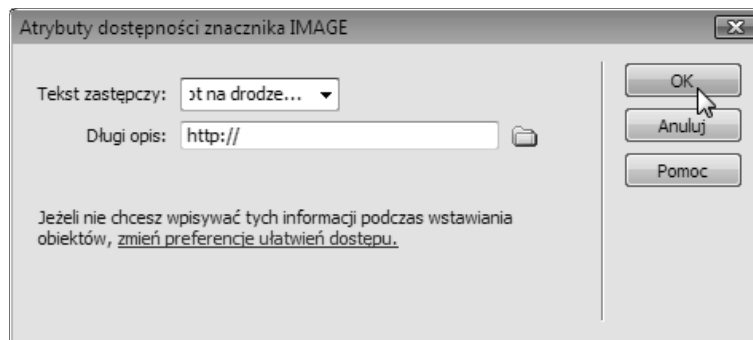 Atrybuty dostępności znacznika IMAGE
Tekst zastępczy: ot na drodze...
Długi opis: http://
Jeżeli nie chcesz wpisywać tych informacji podczas wstawiania
obiektów, zmień preferencje ułatwień dostępu.
OK
Anuluj
Pomoc